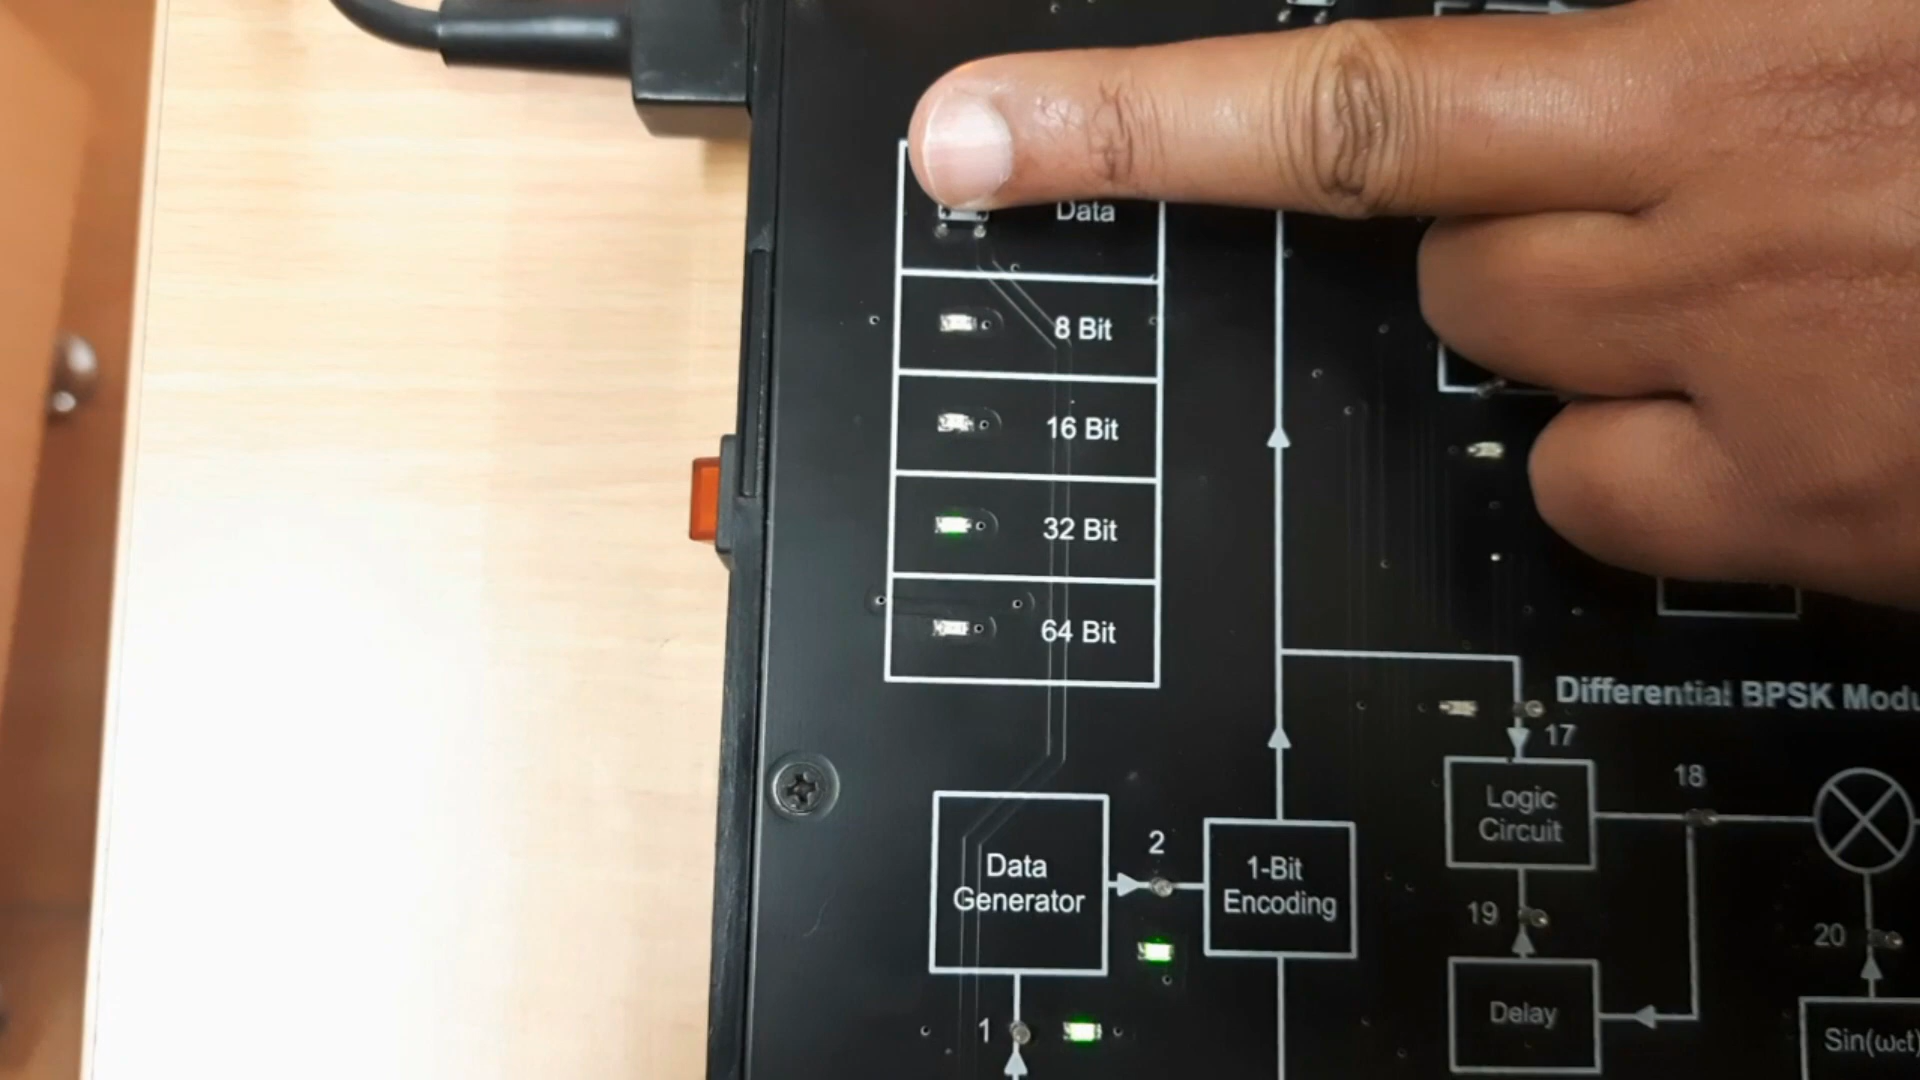 Data
8 Bit
16 Bit
32 Bit
64 Bit
Differential BPSK
17
Logic
Circuit
18
2
Data
Generator
1-Bit
Encoding
19
20
1
Delay
Sin(ωct)